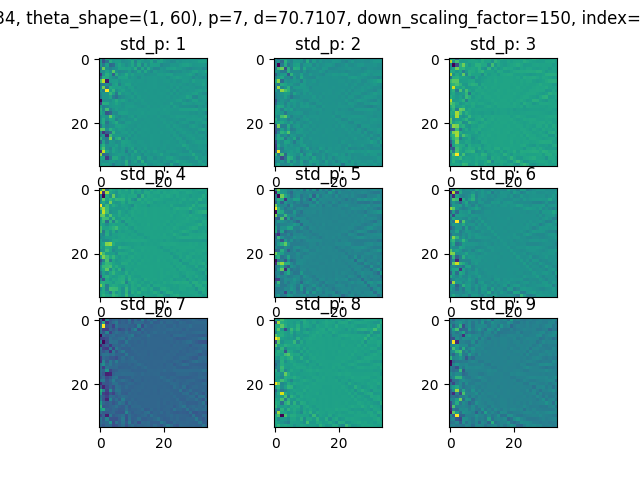 34, theta_shape=(1, 60), p=7, d=70.7107, down_scaling_factor=150, index=
std_p: 1 std_p: 2 std_p: 3
0 0 0
20 20 20
0 20 0 20 0 20
std_p: 4 std_p: 5 std_p: 6
0 0 0
20 20 20
0 20 0 20 0 20
std_p: 7 std_p: 8 std_p: 9
0 0 0
20 20 20
0 20 0 20 0 20